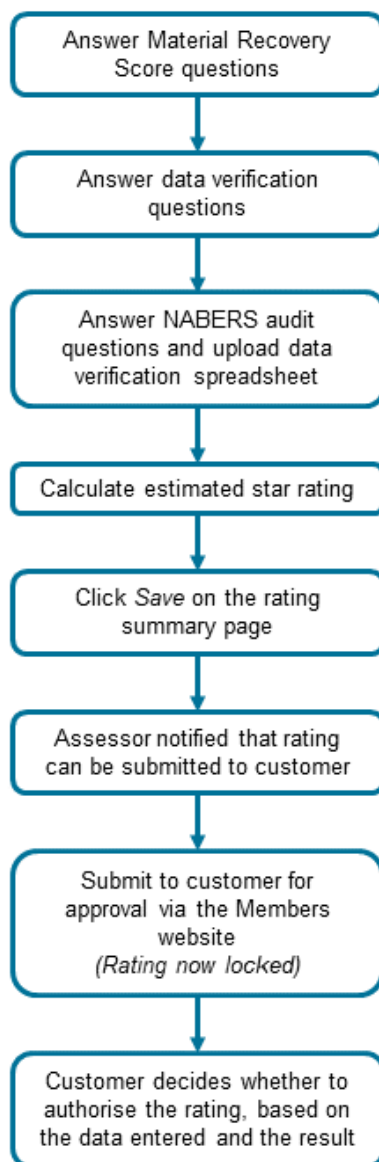 Answer Material Recovery
Score questions
Answer data verification
questions
Answer NABERS audit
questions and upload data
verification spreadsheet
Calculate estimated star rating
Click Save on the rating
summary page
Assessor notified that rating
can be submitted to customer
Submit to customer for
approval via the Members
website
(Rating now locked)
Customer decides whether to
authorise the rating, based on
the data entered and the result